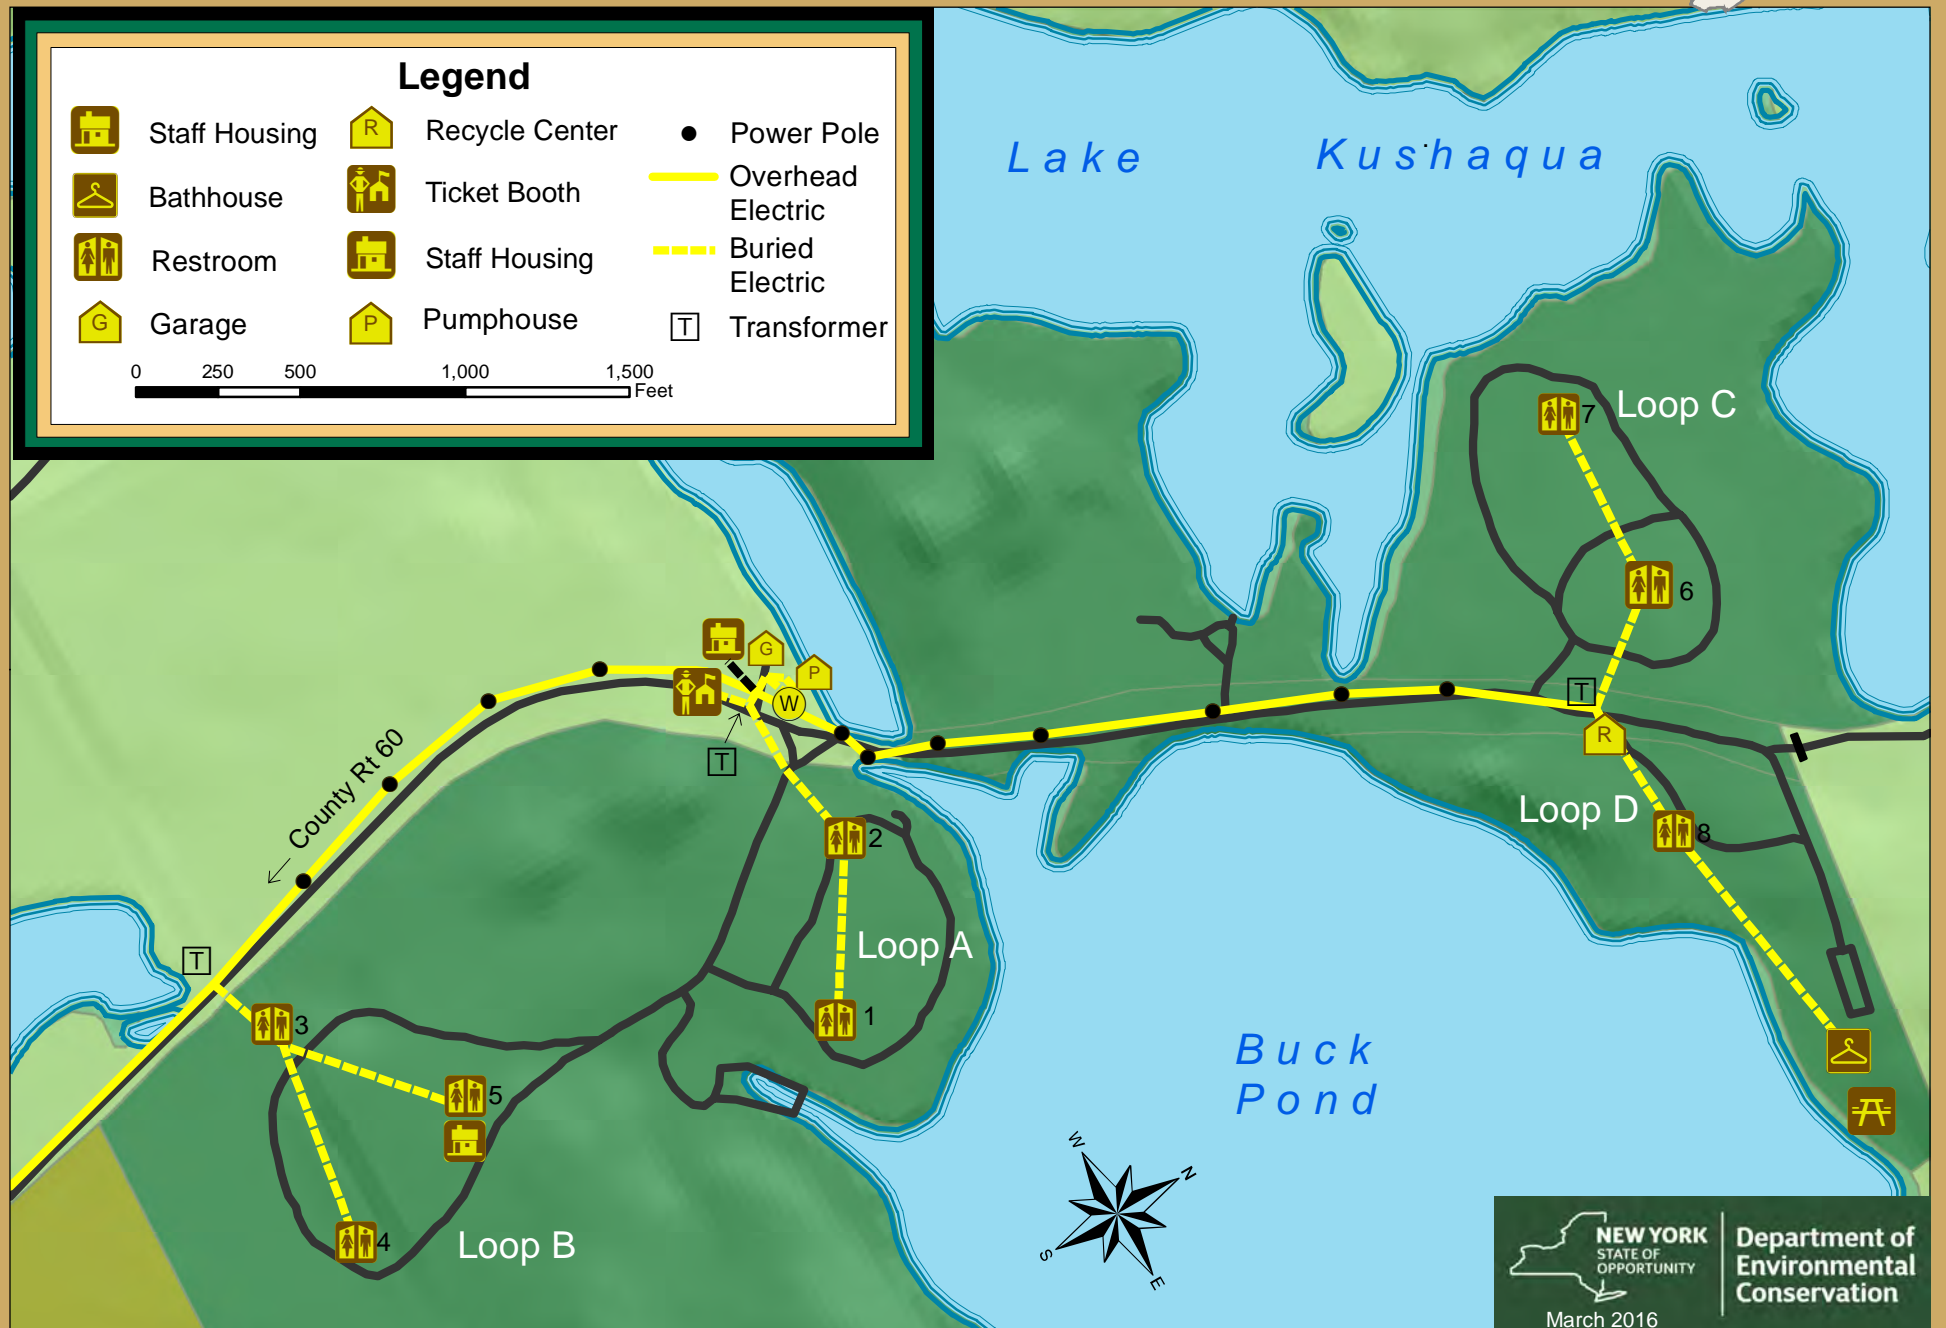 Legend
Staff Housing
Bathhouse
Restroom
G
Garage
R
Recycle Center
Ticket Booth
Staff Housing
P
Pumphouse
Power Pole
Overhead
Electric
Buried
Electric
T
Transformer
0 250 500 1,000 1,500
Feet
Lake Kushaqua
7
Loop C
6
G
P
W
T
R
T
County Rt 60
Loop D
8
2
Loop A
T
3
1
5
4
Loop B
Buck
Pond
W
N
S
E
NEW YORK
STATE OF
OPPORTUNITY
Department of
Environmental
Conservation
March 2016